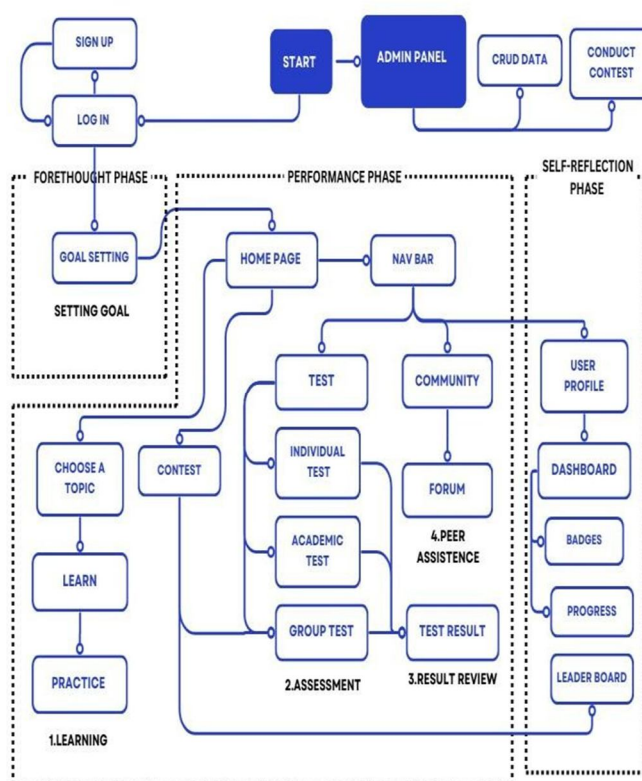 SIGN UP
START
ADMIN PANEL
CRUD DATA
CONDUCT
CONTEST
LOG IN
FORETHOUGHT PHASE
PERFORMANCE PHASE
SELF-REFLECTION
PHASE
GOAL SETTING
HOME PAGE
NAV BAR
SETTING GOAL
TEST
COMMUNITY
USER
PROFILE
CHOOSE A
TOPIC
CONTEST
INDIVIDUAL
TEST
FORUM
DASHBOARD
4.PEER
ASSISTENCE
ACADEMIC
TEST
BADGES
LEARN
GROUP TEST
TEST RESULT
PROGRESS
PRACTICE
2.ASSESSMENT
3.RESULT REVIEW
LEADER BOARD
1.LEARNING